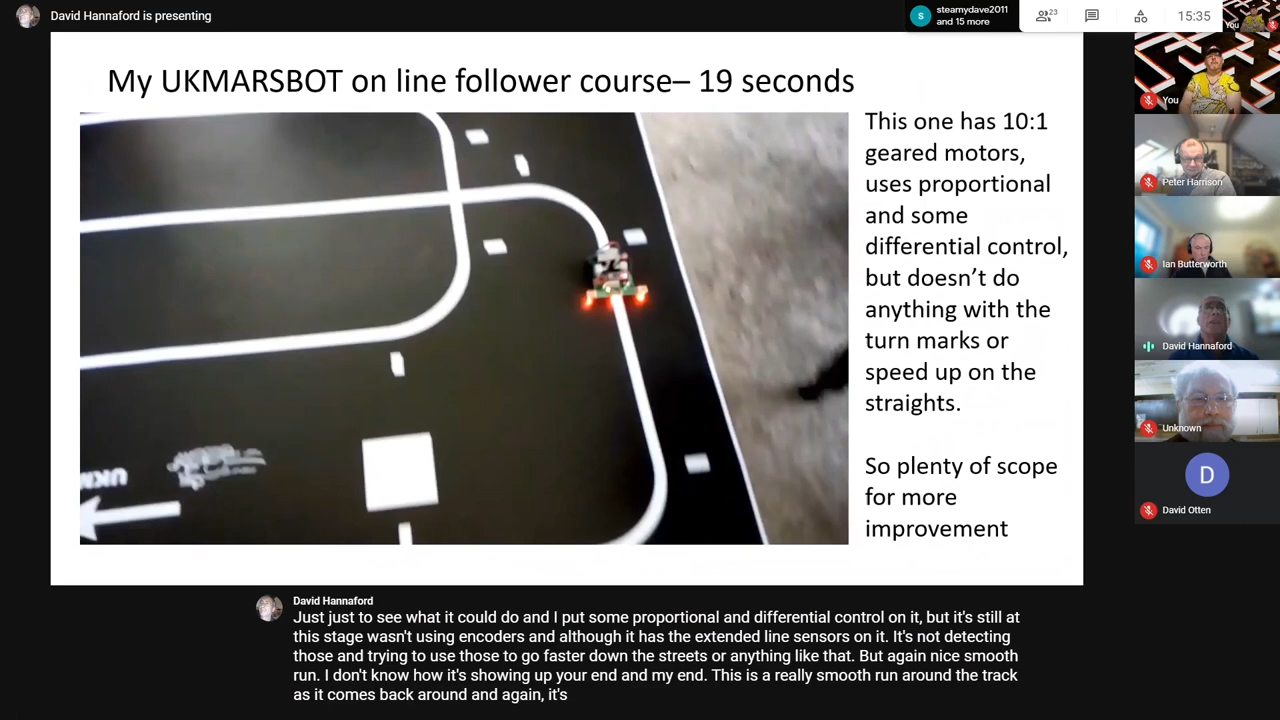 David Hannaford is presenting
steamydave2011
and 15 more
23
15:35
You
My UKMARSBOT on line follower course– 19 seconds
This one has 10:1
geared motors,
uses proportional
and some
differential control,
but doesn't do
anything with the
turn marks or
speed up on the
straights.
So plenty of scope
for more
improvement
UKM
You
Peter Harrison
Ian Butterworth
David Hannaford
Unknown
D
David Otten
David Hannaford
Just just to see what it could do and I put some proportional and differential control on it, but it's still at
this stage wasn't using encoders and although it has the extended line sensors on it. It's not detecting
those and trying to use those to go faster down the streets or anything like that. But again nice smooth
run. I don't know how it's showing up your end and my end. This is a really smooth run around the track
as it comes back around and again, it's